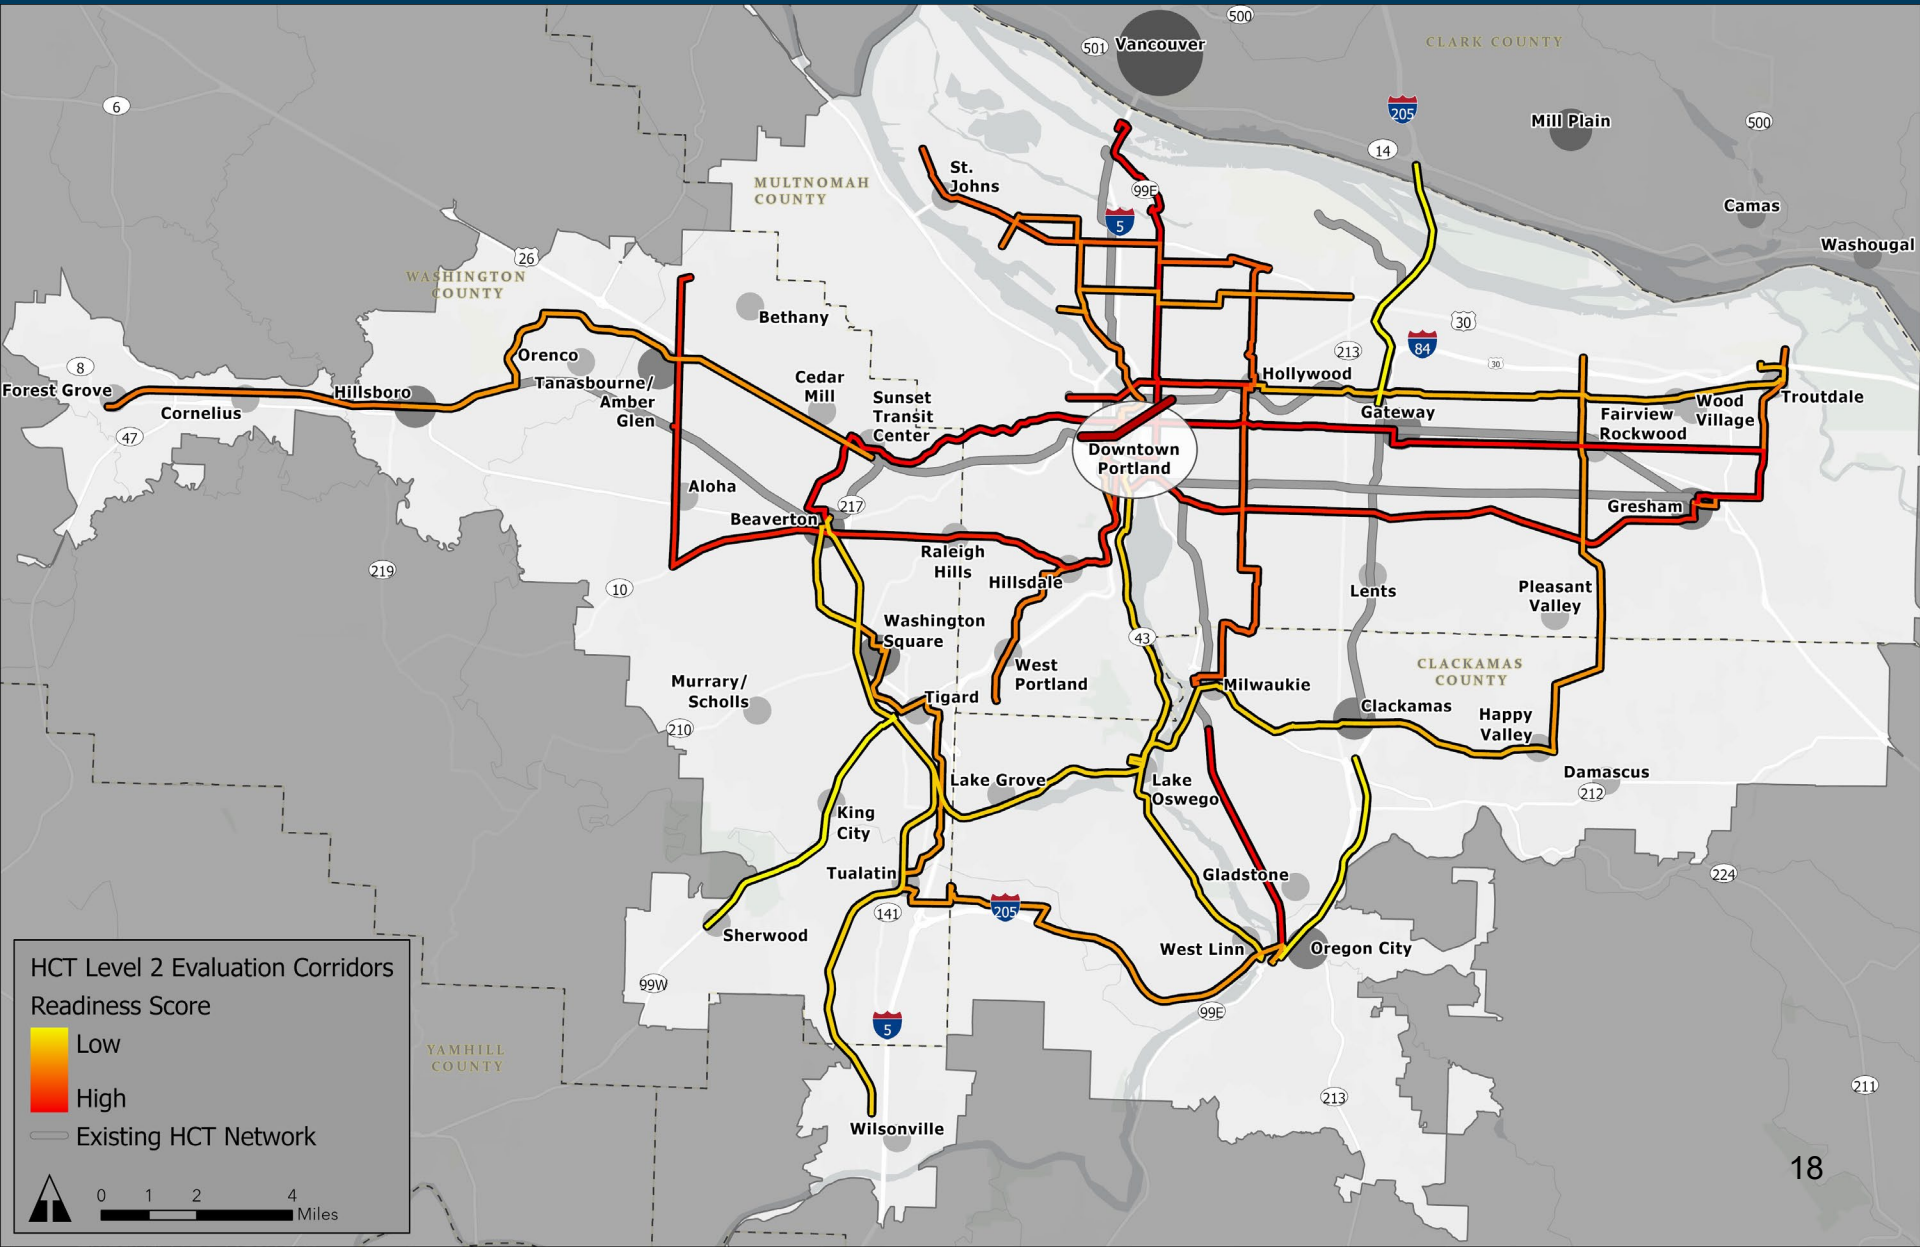 500
501
Vancouver
CLARK COUNTY
205
6
Mill Plain
500
14
St.
Johns
MULTNOMAH
COUNTY
99E
Camas
5
Washougal
26
WASHINGTON
COUNTY
Bethany
30
Orenco
213
84
30
8
Forest Grove
Hillsboro
Tanasbourne/
Amber
Glen
Cedar
Mill
Hollywood
Cornelius
Sunset
Transit
Center
Gateway
Fairview
Rockwood
Wood
Village
Troutdale
47
Downtown
Portland
Aloha
217
Beaverton
Gresham
Raleigh
Hills
Hillsdale
219
10
Lents
Pleasant
Valley
Washington
Square
43
West
Portland
CLACKAMAS
COUNTY
Murrary/
Scholls
Tigard
Milwaukie
210
Clackamas
Happy
Valley
Lake Grove
Lake
Oswego
Damascus
212
King
City
Tualatin
Gladstone
224
141
205
Sherwood
West Linn
Oregon City
99W
99E
5
YAMHILL
COUNTY
213
211
Wilsonville
HCT Level 2 Evaluation Corridors
Readiness Score
Low
High
Existing HCT Network
0 1 2 4
Miles
18